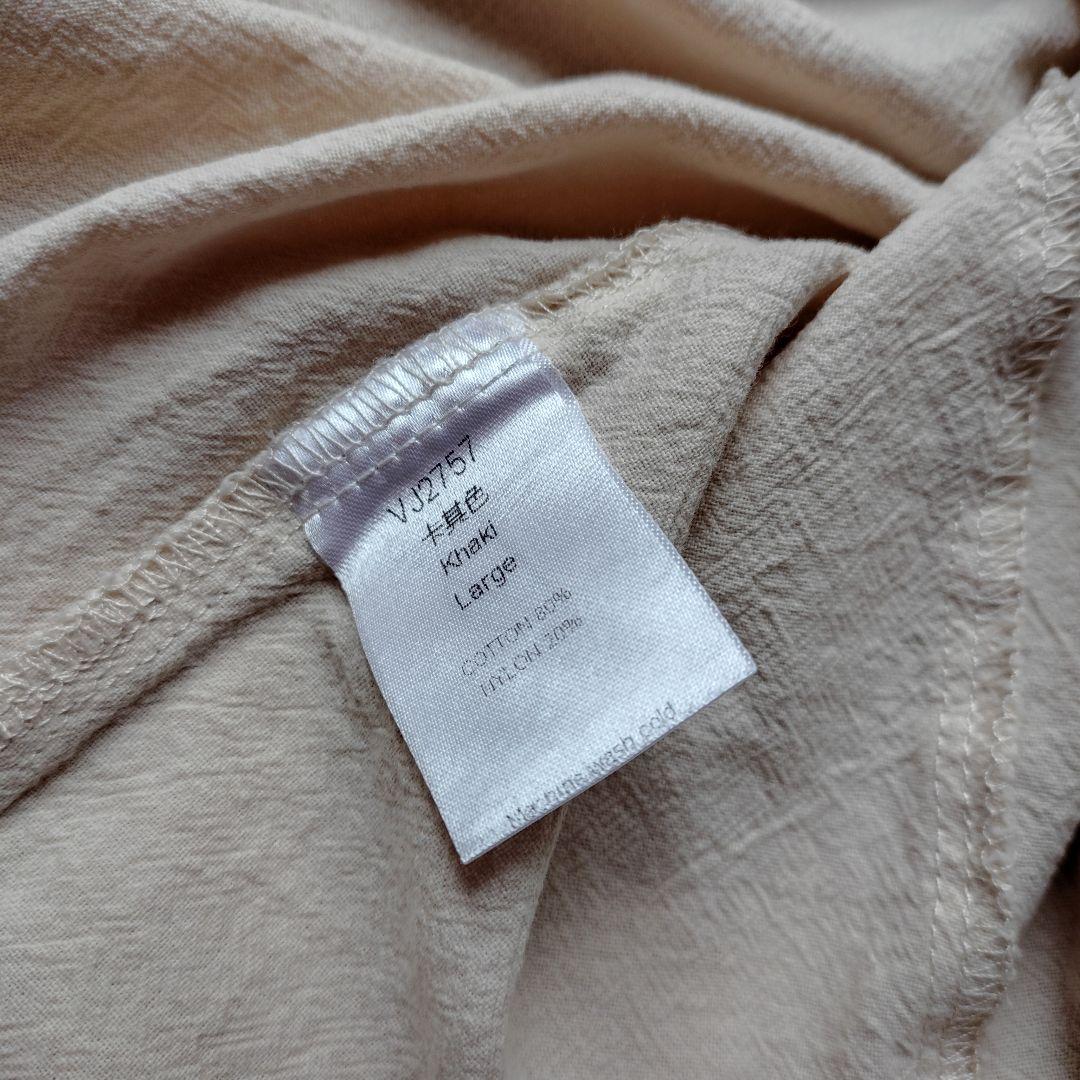 VJ2757
卡其色
Khaki
Large
COTTON 80%
NYLON 20%
Machine wash cold